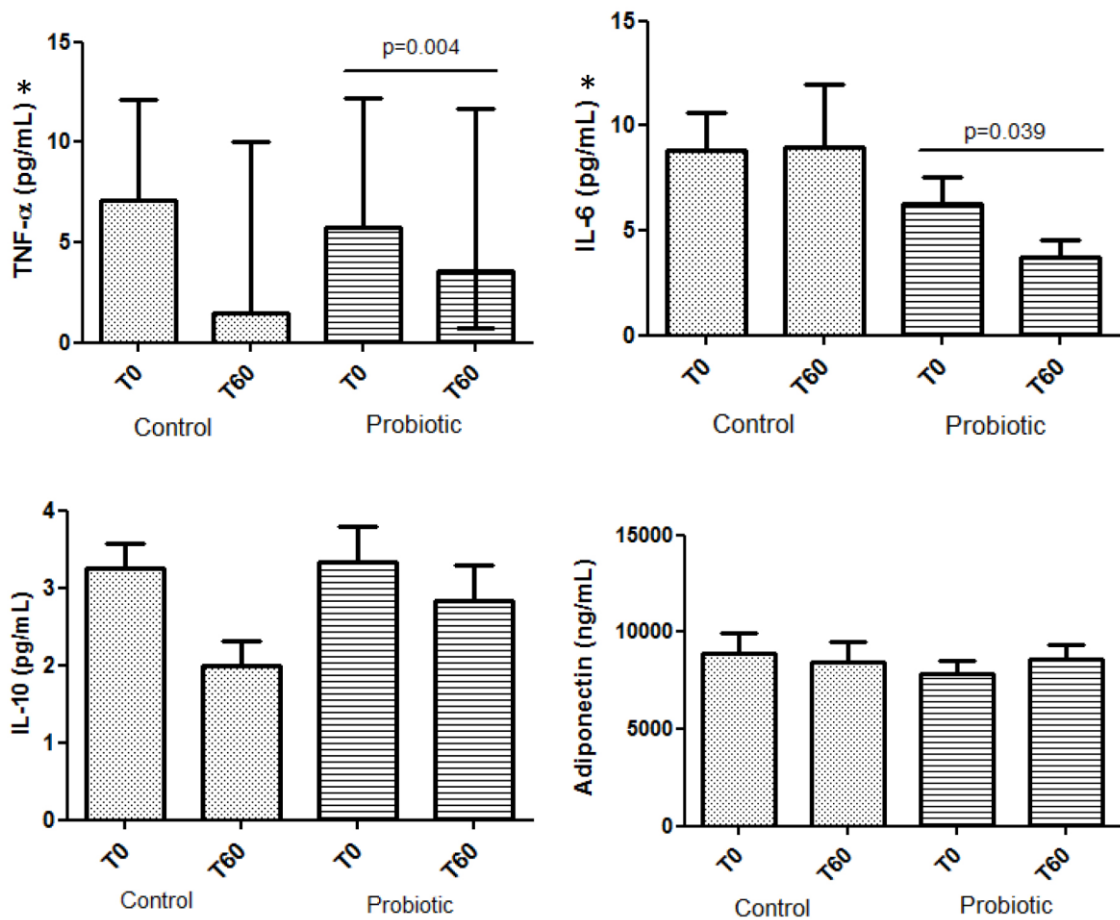 TNF-α (pg/mL) *
15
10
5
0
p=0.004
T0
T60
T0
T60
Control
Probiotic
IL-6 (pg/mL) *
15
10
5
0
p=0.039
T0
T60
T0
T60
Control
Probiotic
IL-10 (pg/mL)
4
3
2
1
0
T0
T60
T0
T60
Control
Probiotic
Adiponectin (ng/mL)
15000
10000
5000
0
T0
T60
T0
T60
Control
Probiotic